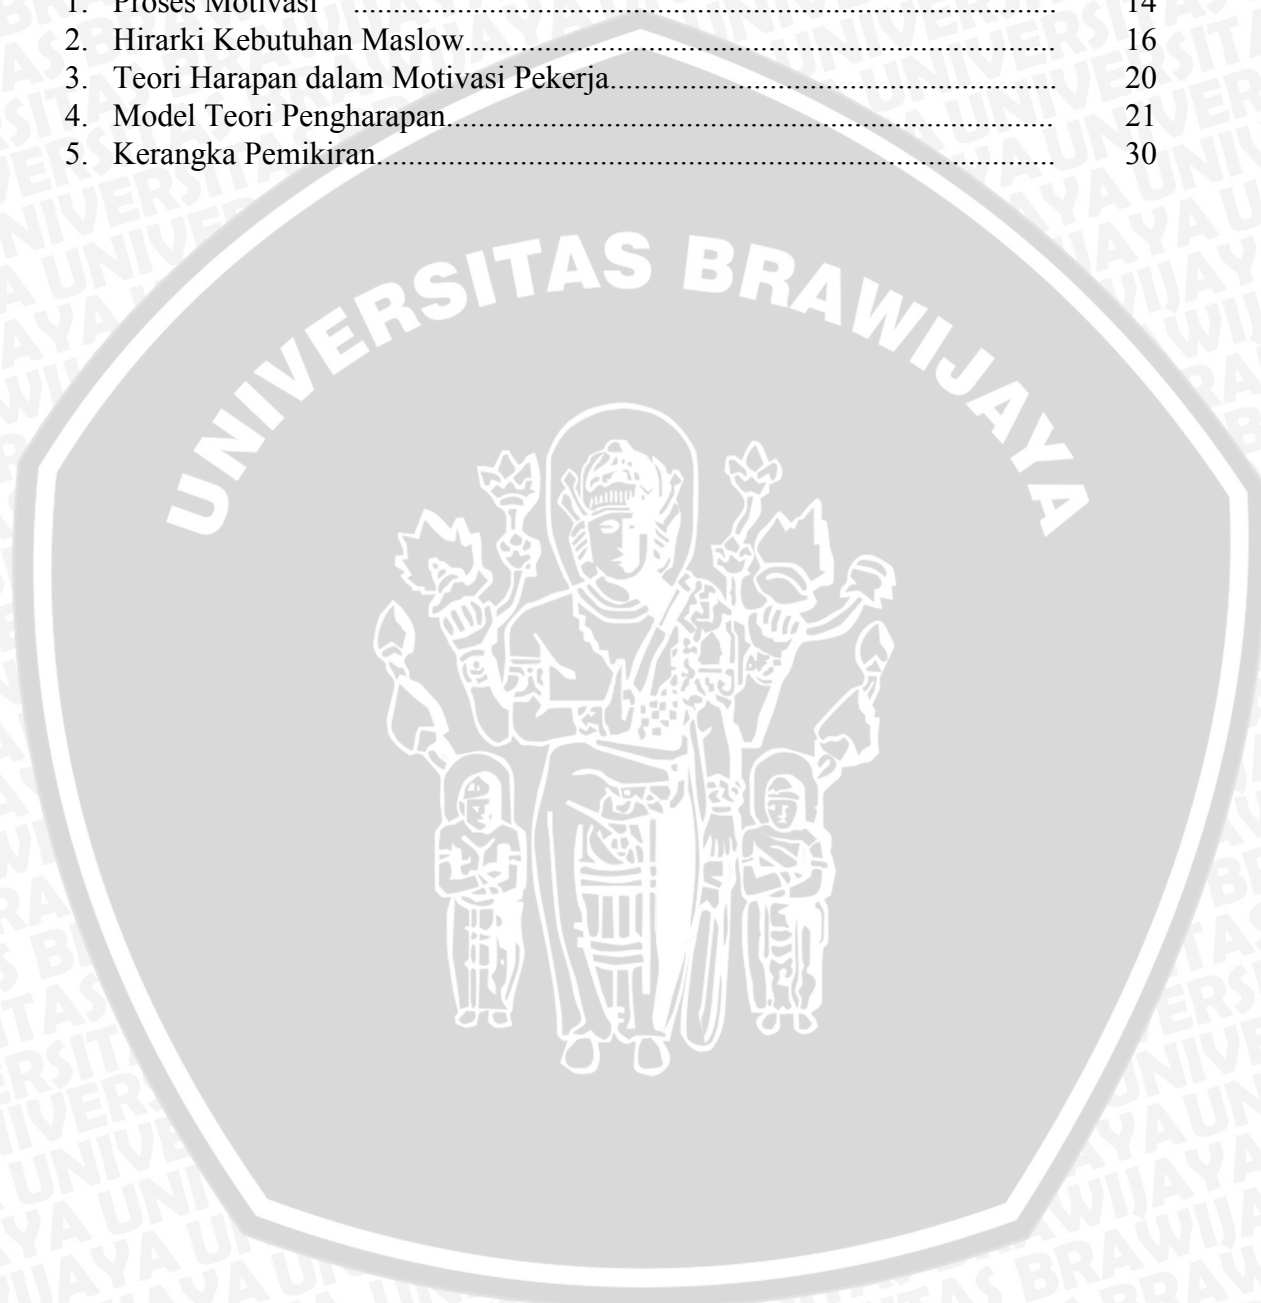 1. Proses Motivasi ........................................................................................ 14
2. Hirarki Kebutuhan Maslow.......................................................................... 16
3. Teori Harapan dalam Motivasi Pekerja........................................................ 20
4. Model Teori Pengharapan............................................................................ 21
5. Kerangka Pemikiran..................................................................................... 30
UNIVERSITAS BRAWIJAYA